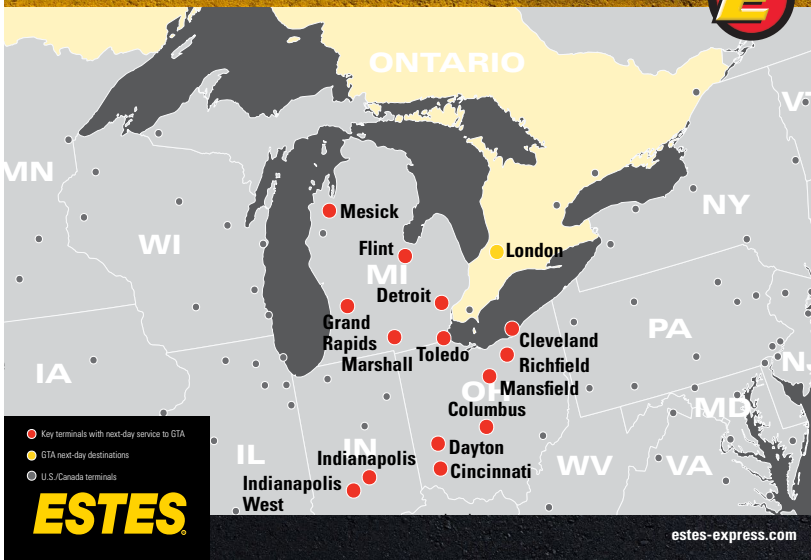 E
ONTARIO
VT
MN
WI
NY
Mesick
Flint
London
MI
Detroit
Grand
Rapids
Marshall
Toledo
Cleveland
Richfield
Mansfield
PA
NJ
IA
OH
Columbus
MD
Dayton
Cincinnati
IL
IN
Indianapolis
Indianapolis
West
WV
VA
Key terminals with next-day service to GTA
GTA next-day destinations
U.S./Canada terminals
ESTES
estes-express.com